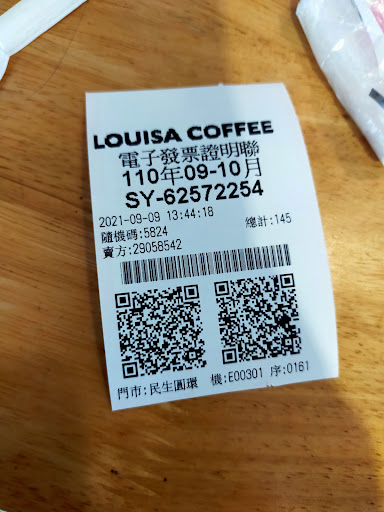 LOUISA COFFEE
電子發票證明聯
110年09-10月
SY-62572254
2021-09-09 13:44:18
隨機碼:5824 總計:145
賣方:29058542
門市:民生圓環 機:E00301 序:0161